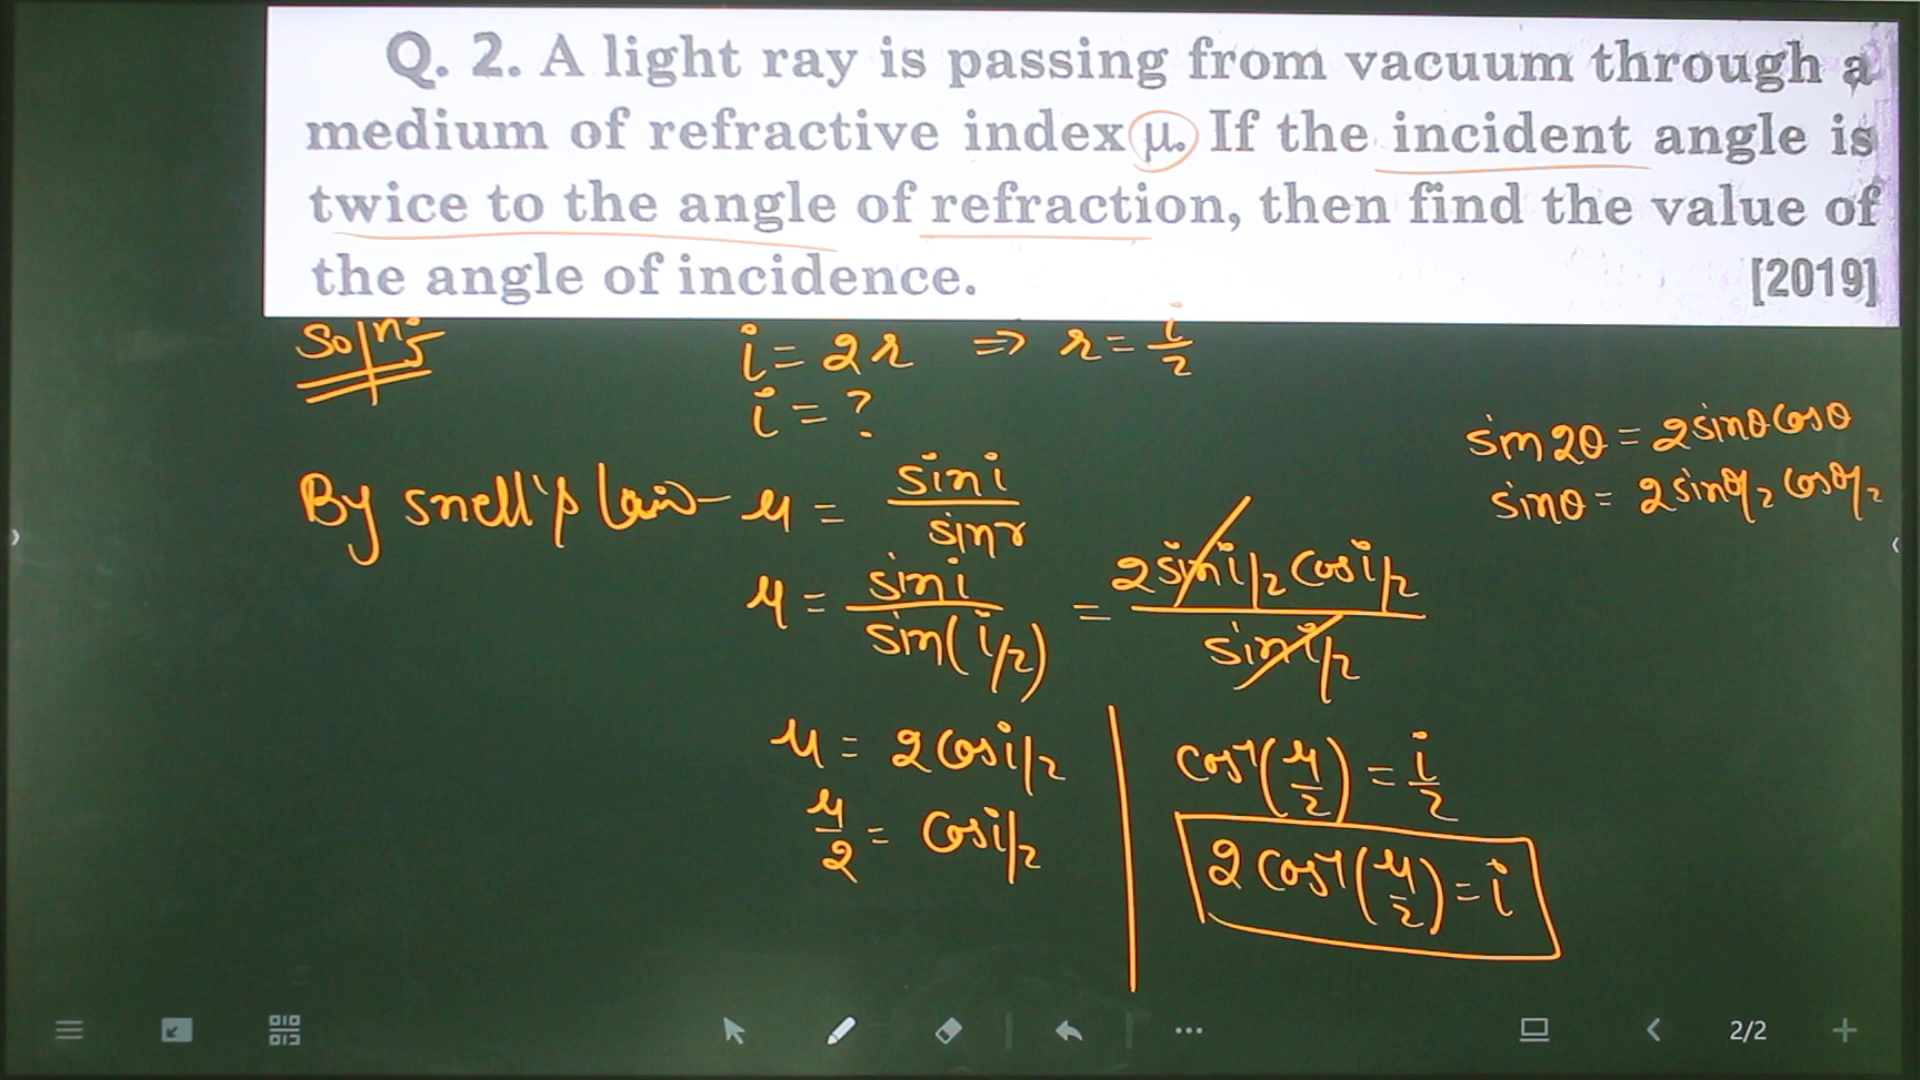 Q. 2. A light ray is passing from vacuum through a
medium of refractive index μ. If the incident angle is
twice to the angle of refraction, then find the value of
the angle of incidence. [2019]
Soln:
i = 2r ⇒ r = i/2
i = ?
sin2θ = 2sinθcosθ
sinθ = 2sinθ/2 cosθ/2
By snell's law- μ = sini/sinr
μ = sini/sin(i/2) = 2sini/2 cosi/2 / sini/2
μ = 2cosi/2
μ/2 = cosi/2
cos⁻¹(μ/2) = i/2
2cos⁻¹(μ/2) = i
2/2